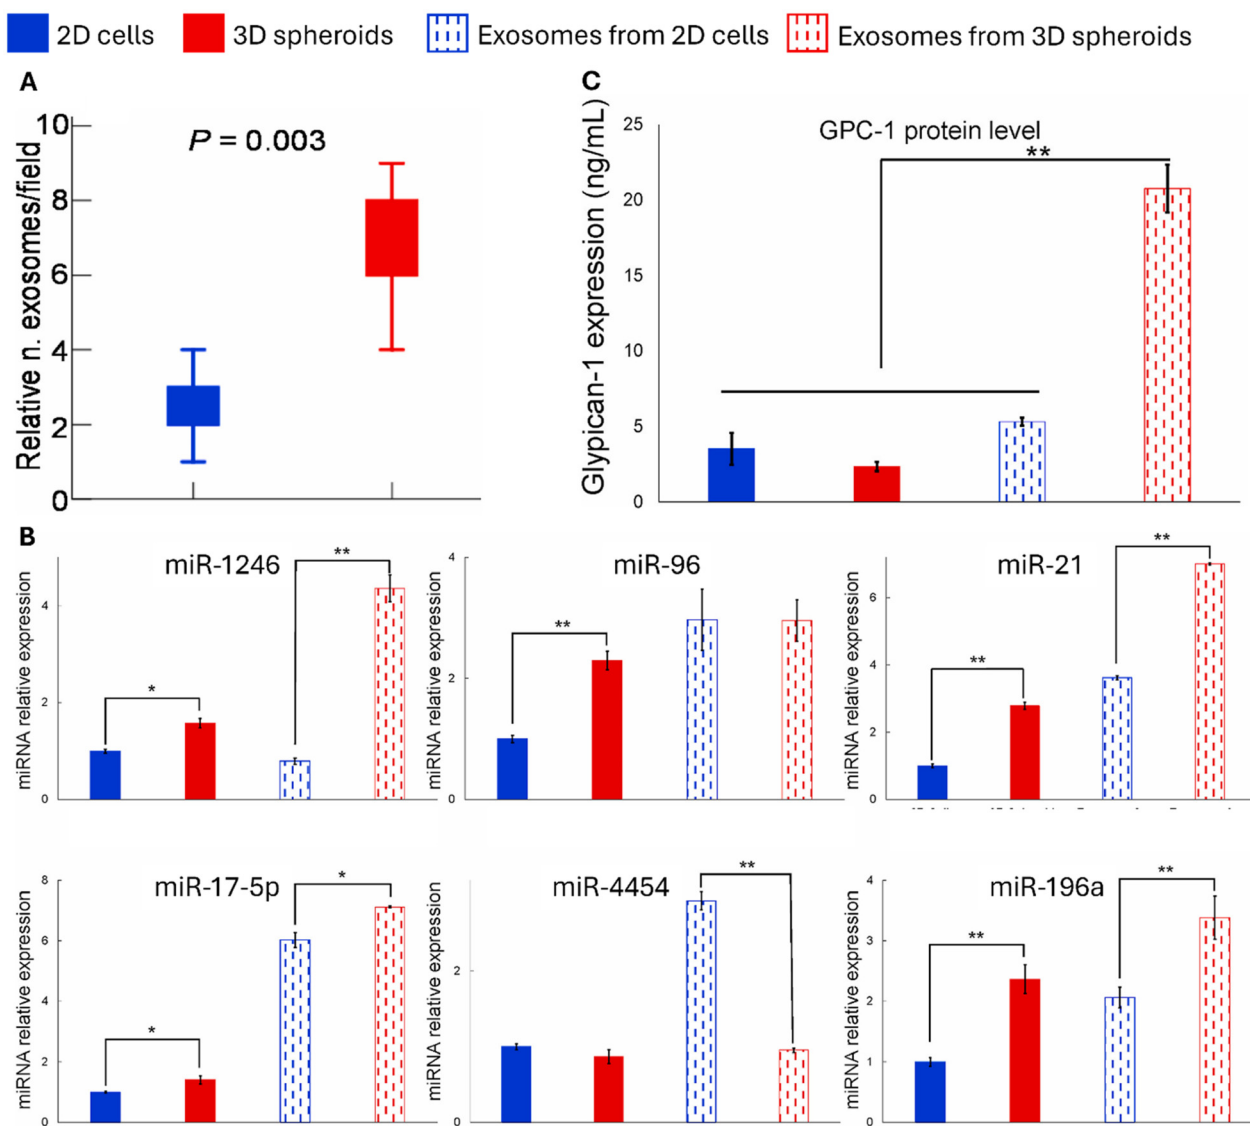 2D cells 3D spheroids Exosomes from 2D cells Exosomes from 3D spheroids
A
Relative n. exosomes/field
P = 0.003
10
8
6
4
2
0
C
Glypican-1 expression (ng/mL)
GPC-1 protein level
**
25
20
15
10
5
0
B
miR-1246
miRNA relative expression
4
2
0
*
**
miR-96
miRNA relative expression
4
2
0
**
miR-21
miRNA relative expression
6
4
2
0
**
**
miR-17-5p
miRNA relative expression
8
6
4
2
0
*
*
miR-4454
miRNA relative expression
2
0
**
miR-196a
miRNA relative expression
4
3
2
1
0
**
**